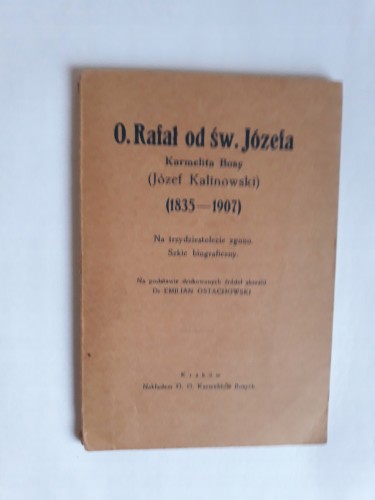 O. Rafał od św. Józefa
Karmelita Bosy
(Józef Kalinowski)
(1835—1907)
Na trzydziestolecie zgonu.
Szkic biograficzny.
Na podstawie drukowanych źródeł skreślił
Dr EMILJAN OSTACHOWSKI
Kraków
Nakładem O. O. Karmelitów Bosych.